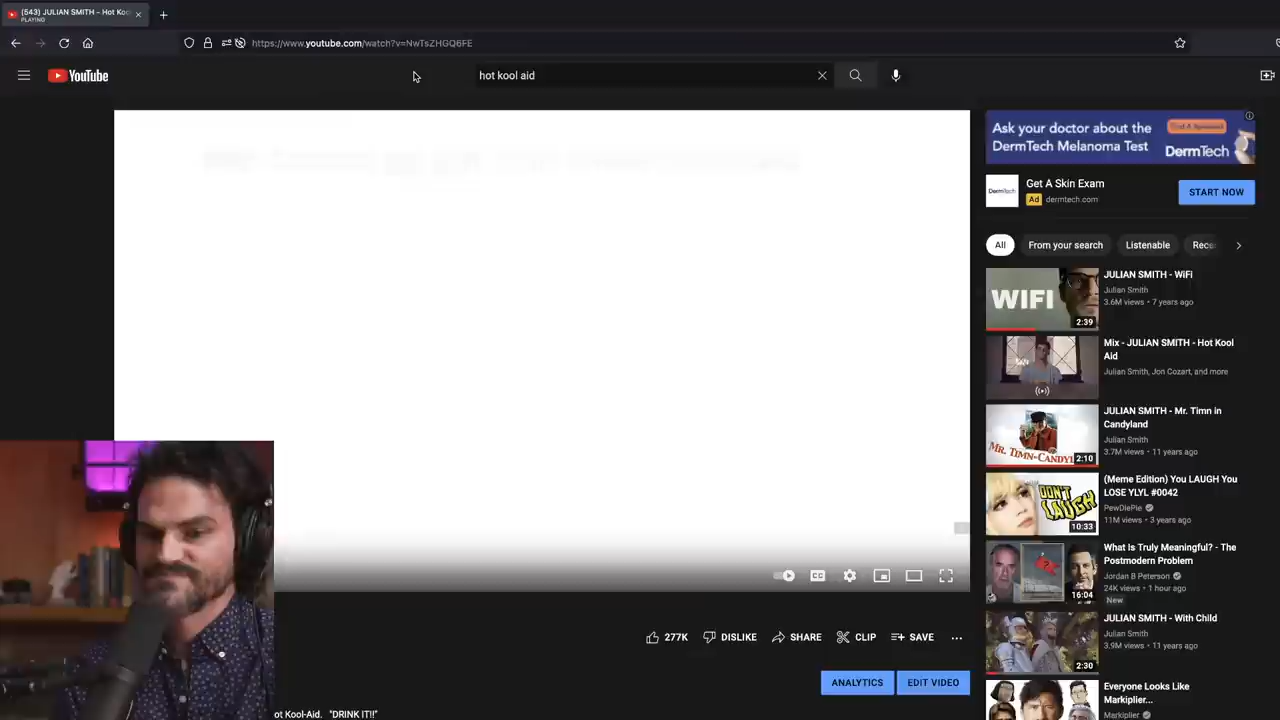 (543) JULIAN SMITH - Hot Koo
PLAYING
https://www.youtube.com/watch?v=NwTsZHGQ6FE
YouTube
hot kool aid
Ask your doctor about the
DermTech Melanoma Test
DermTech
Get A Skin Exam
Ad dermtech.com
START NOW
All
From your search
Listenable
Rece
WIFI
2:39
JULIAN SMITH - WiFi
Julian Smith
3.6M views • 7 years ago
Mix - JULIAN SMITH - Hot Kool
Aid
Julian Smith, Jon Cozart, and more
MR. TIMN-CANDY
2:10
JULIAN SMITH - Mr. Timn in
Candyland
Julian Smith
3.7M views • 11 years ago
DON'T
LAUGH
10:33
(Meme Edition) You LAUGH You
LOSE YLYL #0042
PewDiePie
11M views • 3 years ago
16:04
What Is Truly Meaningful? - The
Postmodern Problem
Jordan B Peterson
24K views • 1 hour ago
New
2:30
JULIAN SMITH - With Child
Julian Smith
3.9M views • 11 years ago
Everyone Looks Like
Markiplier...
Markiplier
CC
277K
DISLIKE
SHARE
CLIP
SAVE
ANALYTICS
EDIT VIDEO
ot Kool-Aid. "DRINK IT!!"